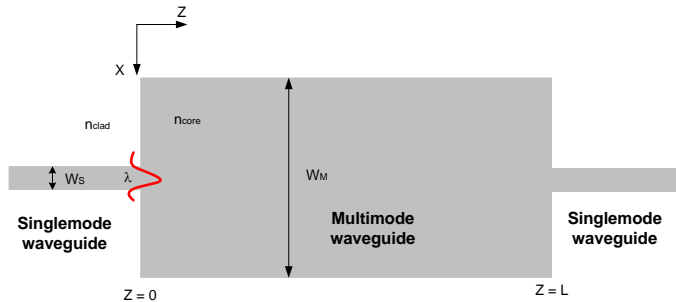 Z
X
nclad
ncore
WS
λ
WM
Singlemode
waveguide
Multimode
waveguide
Singlemode
waveguide
Z = 0
Z = L